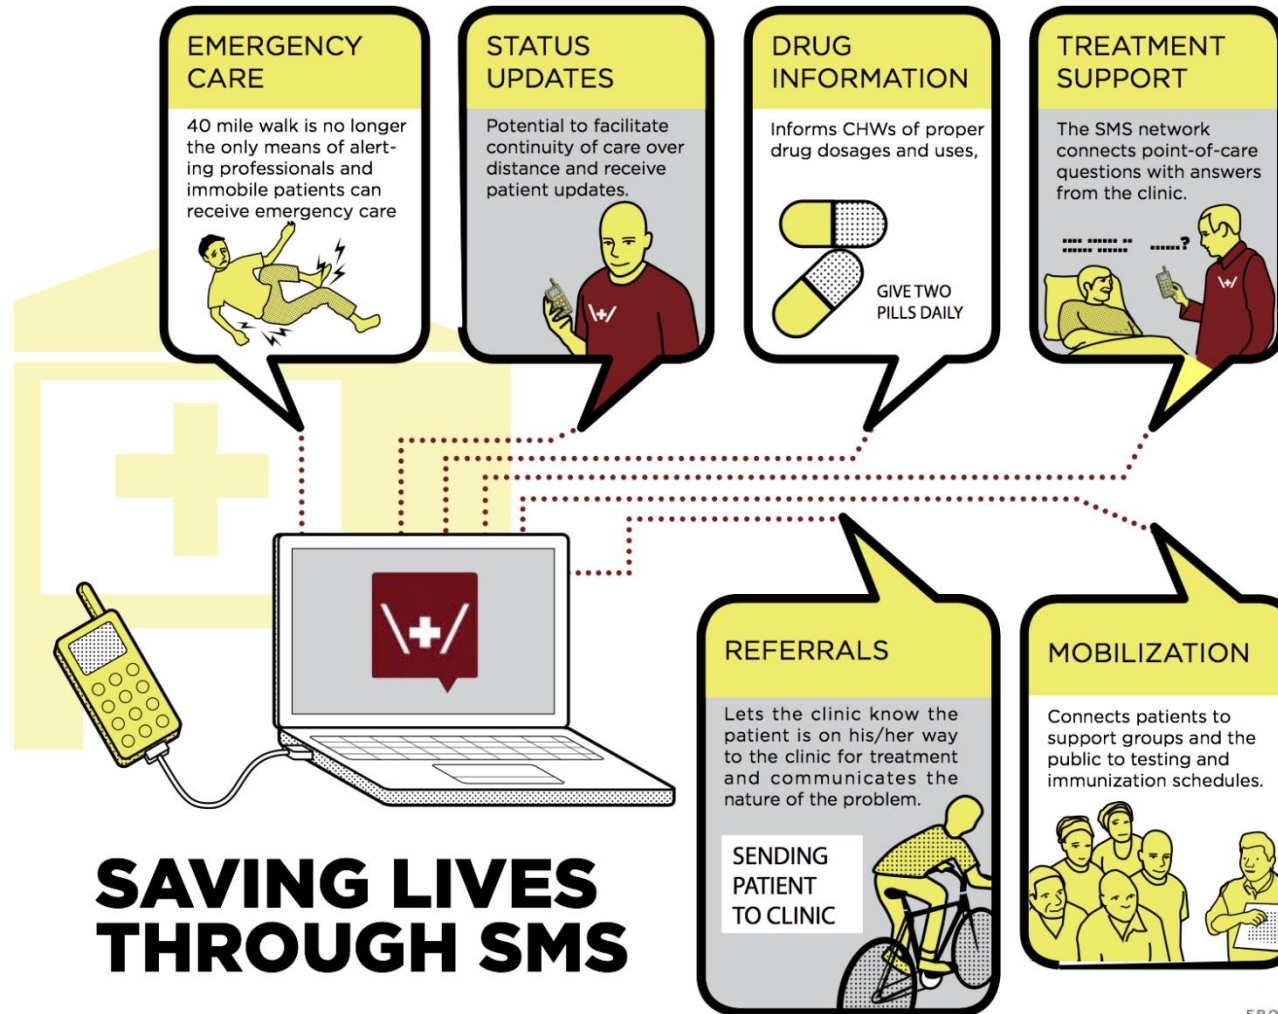 EMERGENCY
CARE
40 mile walk is no longer
the only means of alert-
ing professionals and
immobile patients can
receive emergency care
STATUS
UPDATES
Potential to facilitate
continuity of care over
distance and receive
patient updates.
DRUG
INFORMATION
Informs CHWs of proper
drug dosages and uses,
GIVE TWO
PILLS DAILY
TREATMENT
SUPPORT
The SMS network
connects point-of-care
questions with answers
from the clinic.
?
REFERRALS
Lets the clinic know the
patient is on his/her way
to the clinic for treatment
and communicates the
nature of the problem.
SENDING
PATIENT
TO CLINIC
MOBILIZATION
Connects patients to
support groups and the
public to testing and
immunization schedules.
SAVING LIVES
THROUGH SMS